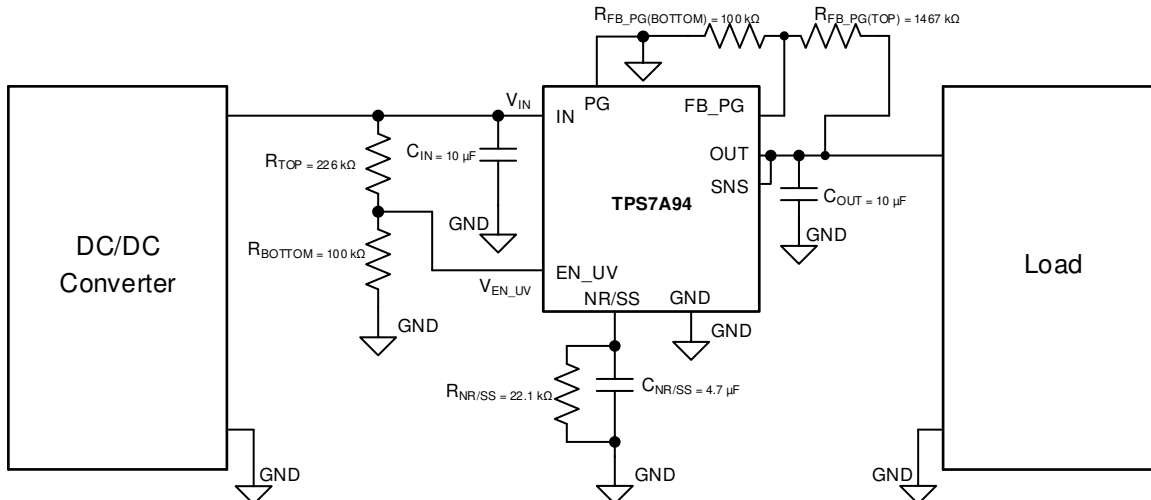 R_FB_PG(BOTTOM) = 100 kΩ
R_FB_PG(TOP) = 1467 kΩ
GND
V_IN
IN
PG
FB_PG
R_TOP = 226 kΩ
C_IN = 10 µF
OUT
SNS
TPS7A94
C_OUT = 10 µF
GND
GND
DC/DC
Converter
R_BOTTOM = 100 kΩ
Load
EN_UV
V_EN_UV
NR/SS
GND
GND
GND
R_NR/SS = 22.1 kΩ
C_NR/SS = 4.7 µF
GND
GND
GND